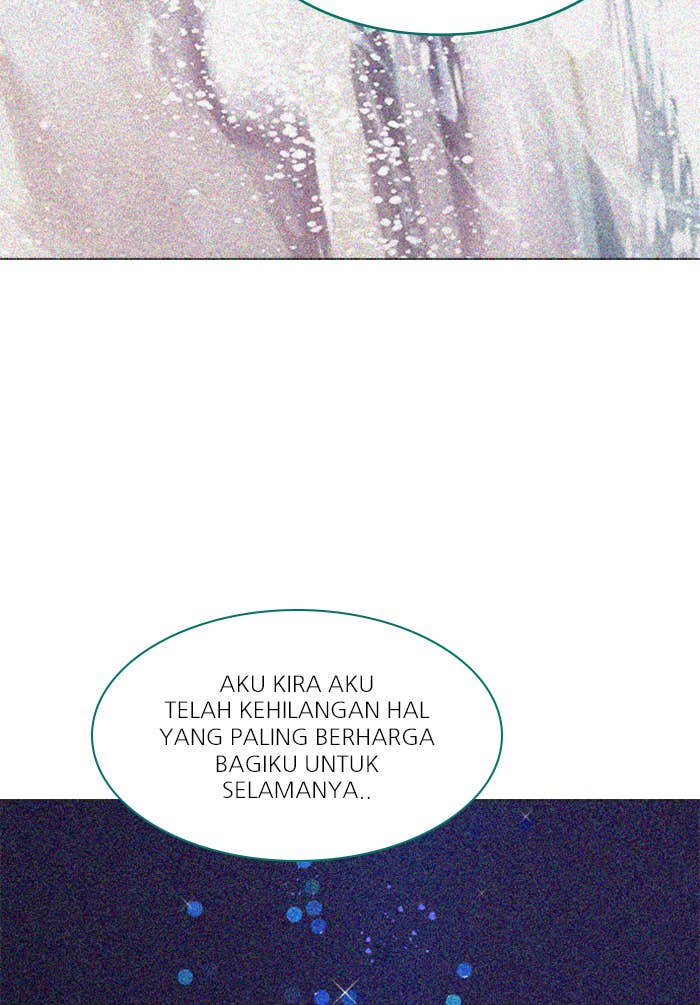 AKU KIRA AKU
TELAH KEHILANGAN HAL
YANG PALING BERHARGA
BAGIKU UNTUK
SELAMANYA..